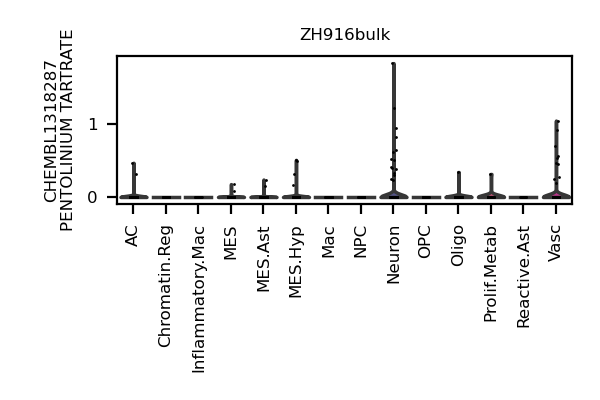 ZH916bulk
CHEMBL1318287
PENTOLINIUM TARTRATE
1
0
AC
Chromatin.Reg
Inflammatory.Mac
MES
MES.Ast
MES.Hyp
Mac
NPC
Neuron
OPC
Oligo
Prolif.Metab
Reactive.Ast
Vasc